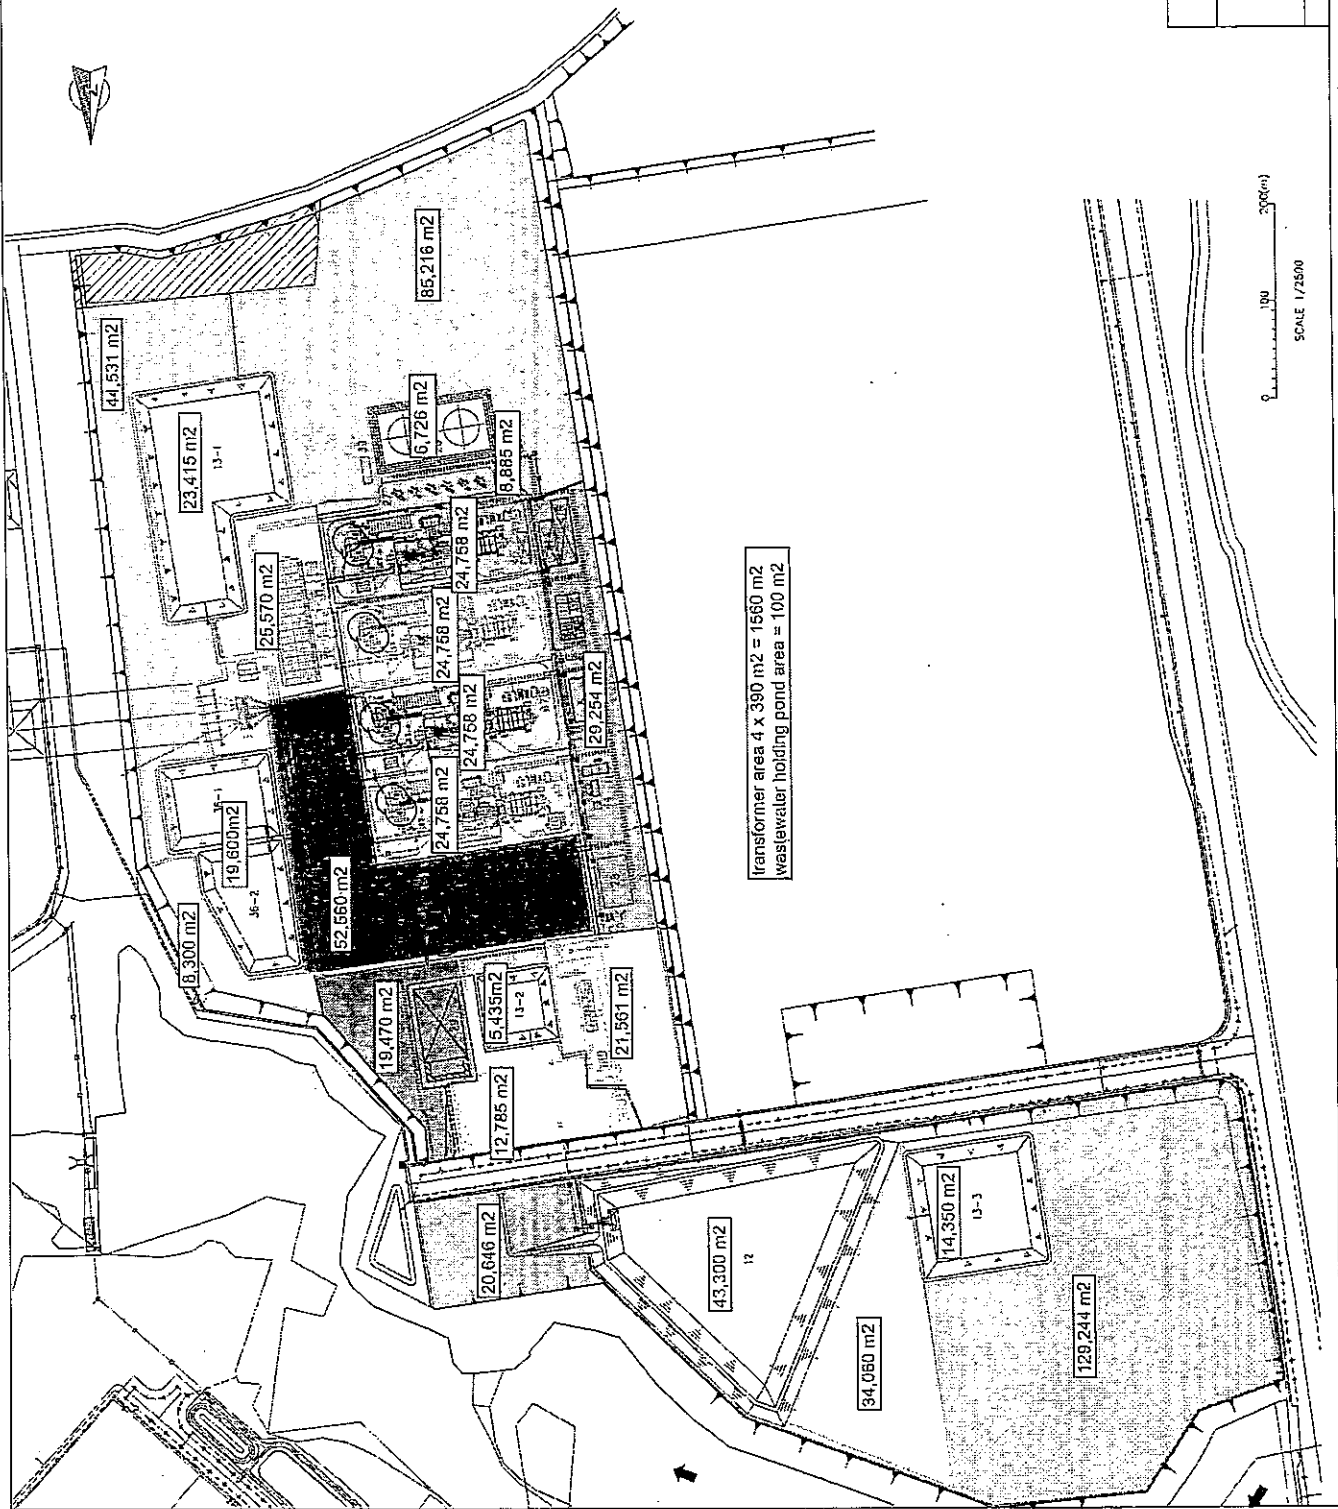 44,531 m2
85,216 m2
23,415 m2
13-1
6,726 m2
8,885 m2
25,570 m2
24,758 m2
24,758 m2
24,758 m2
24,758 m2
29,254 m2
19,600m2
36-2
52,560 m2
8,300 m2
19,470 m2
5,435m2
13-2
21,561 m2
12,785 m2
transformer area 4 x 390 m2 = 1560 m2
wastewater holding pond area = 100 m2
20,646 m2
43,300 m2
12
14,350 m2
13-3
34,060 m2
129,244 m2
0 100 200(m)
SCALE 1/2500